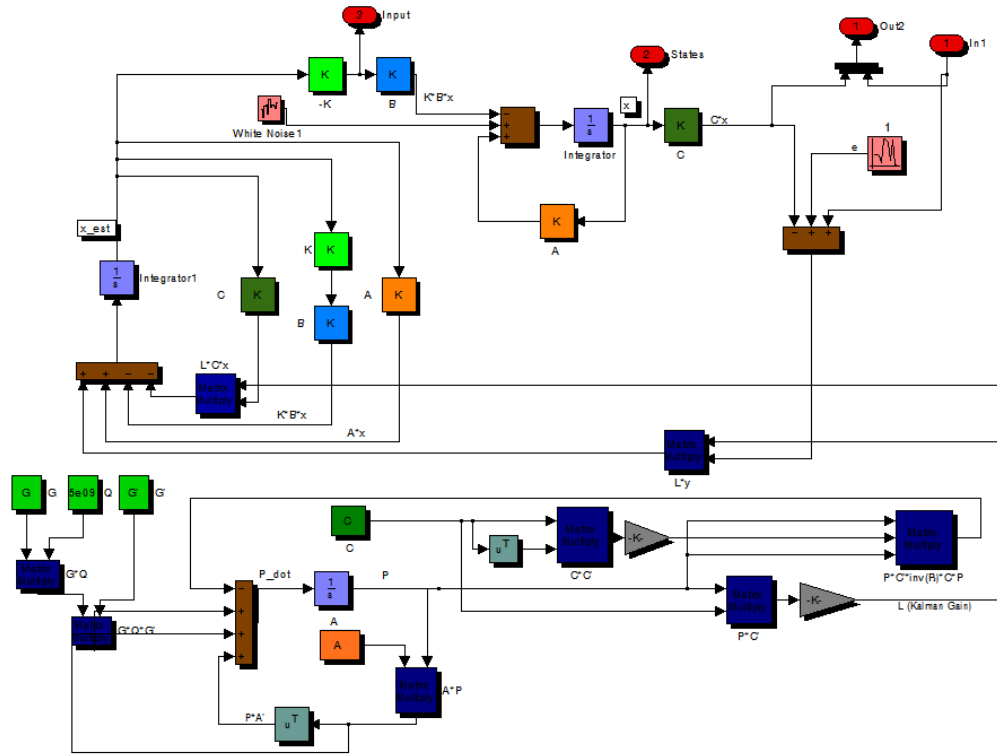 3
Input
1
Out2
1
In1
2
States
K
-K
K
B
K*B*x
White Noise1
1
s
Integrator
x
K
C
C*x
1
e
K
A
x_est
1
s
Integrator1
K
K
K
C
K
B
K
A
− + +
− + +
+ + − −
L*C*x
Matrix
Multiply
K*B*x
A*x
Matrix
Multiply
L*y
G
G
5e09
Q
G'
G'
Matrix
Multiply
G*Q
Matrix
Multiply
G*Q*G'
− + + +
P_dot
1
s
A
P
A
Matrix
Multiply
A*P
P*A'
u^T
C
C
u^T
Matrix
Multiply
C*C'
-K-
Matrix
Multiply
P*C'*inv(B)*C*P
Matrix
Multiply
P*C'
-K-
L (Kalman Gain)